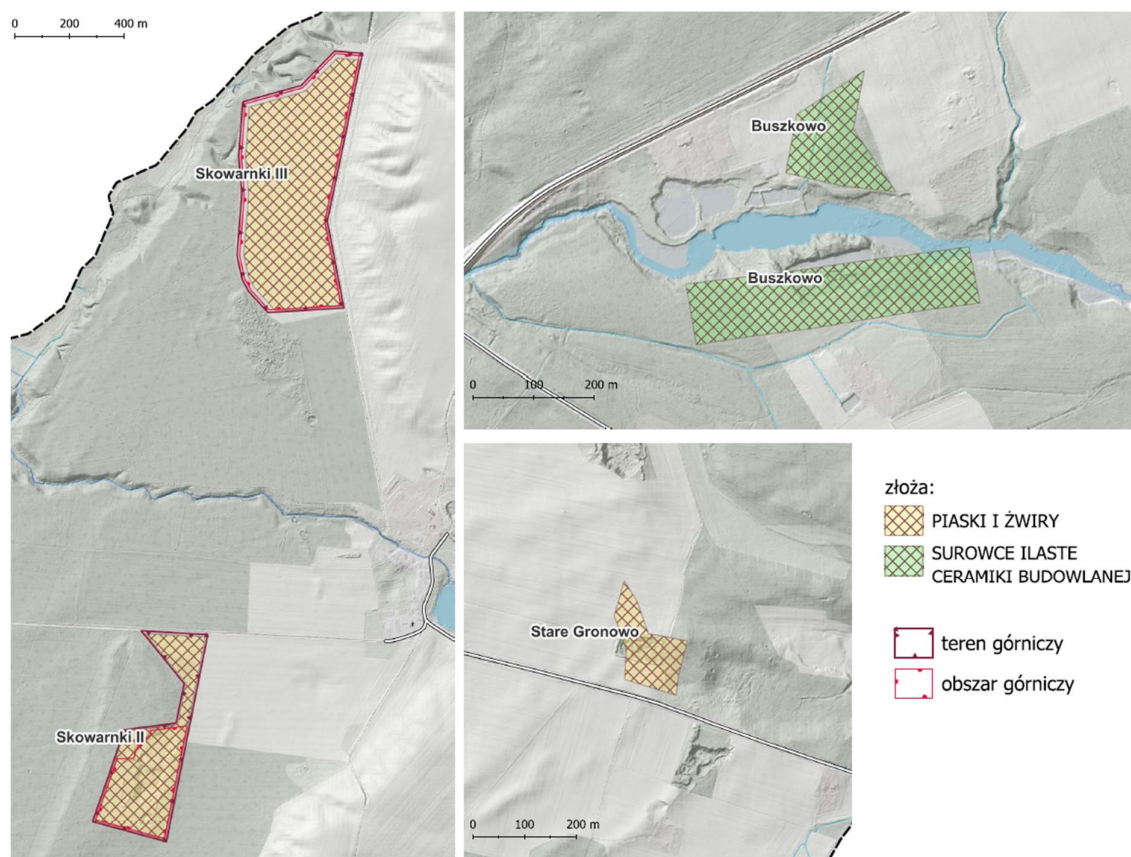 0 200 400 m
Skowarnki III
Skowarnki II
Buszkowo
Buszkowo
0 100 200 m
Stare Gronowo
0 100 200 m
złoża:
PIASKI I ŻWIRY
SUROWCE ILASTE
CERAMIKI BUDOWLANEJ
teren górniczy
obszar górniczy